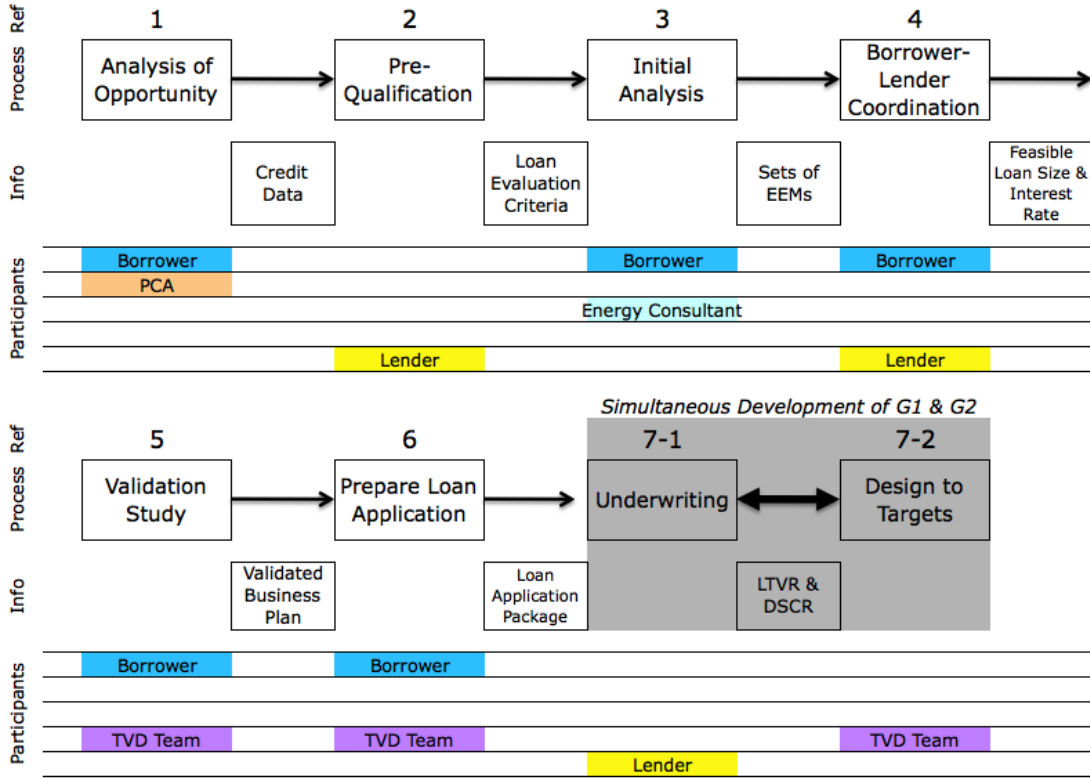 Ref
1
2
3
4
Process
Analysis of
Opportunity
Pre-
Qualification
Initial
Analysis
Borrower-
Lender
Coordination
Info
Credit
Data
Loan
Evaluation
Criteria
Sets of
EEMs
Feasible
Loan Size &
Interest
Rate
Participants
Borrower
Borrower
Borrower
PCA
Energy Consultant
Lender
Lender
Simultaneous Development of G1 & G2
Ref
5
6
7-1
7-2
Process
Validation
Study
Prepare Loan
Application
Underwriting
Design to
Targets
Info
Validated
Business
Plan
Loan
Application
Package
LTVR &
DSCR
Participants
Borrower
Borrower
TVD Team
TVD Team
TVD Team
Lender